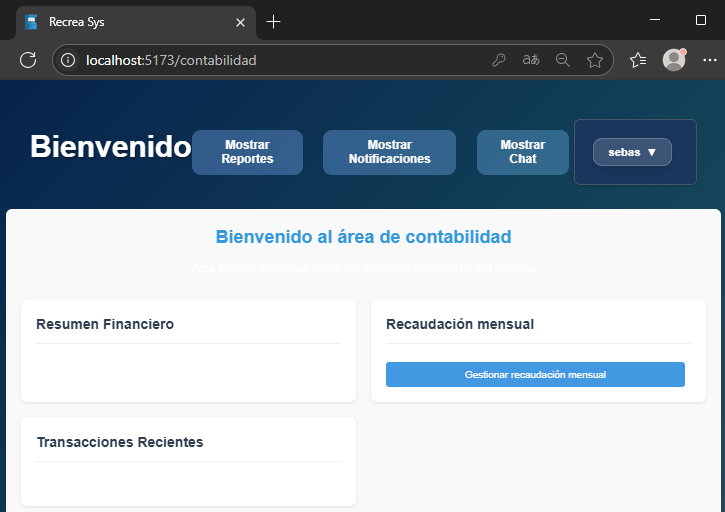 Recrea Sys
localhost:5173/contabilidad
Bienvenido
Mostrar
Reportes
Mostrar
Notificaciones
Mostrar
Chat
sebas ▼
Bienvenido al área de contabilidad
Aquí podrás gestionar todos los aspectos financieros del sistema.
Resumen Financiero
Recaudación mensual
Gestionar recaudación mensual
Transacciones Recientes